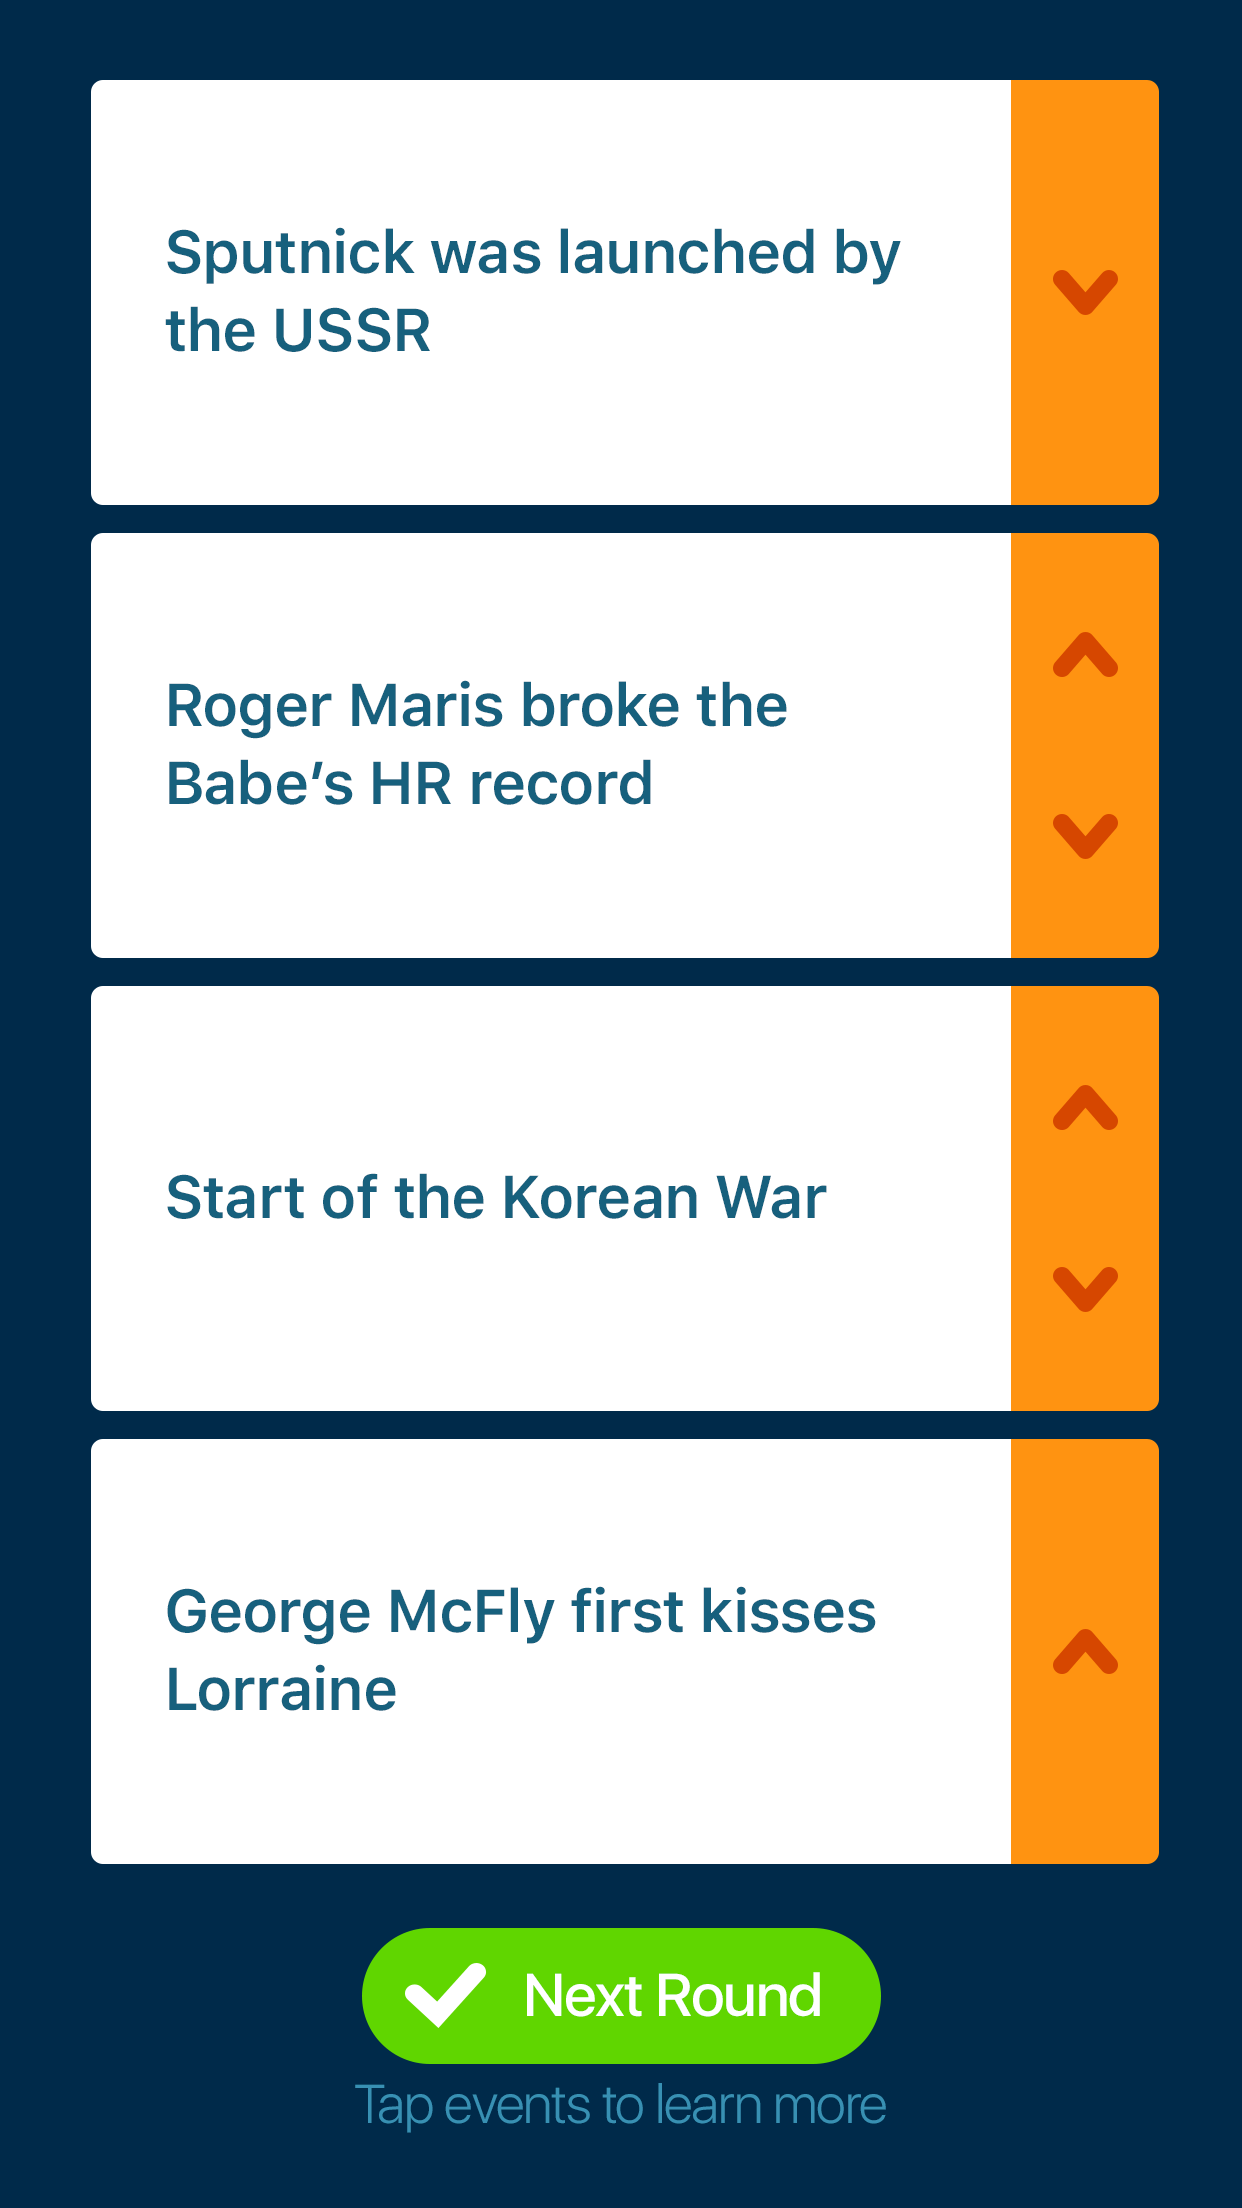 Sputnick was launched by
the USSR
Roger Maris broke the
Babe’s HR record
Start of the Korean War
George McFly first kisses
Lorraine
Next Round
Tap events to learn more